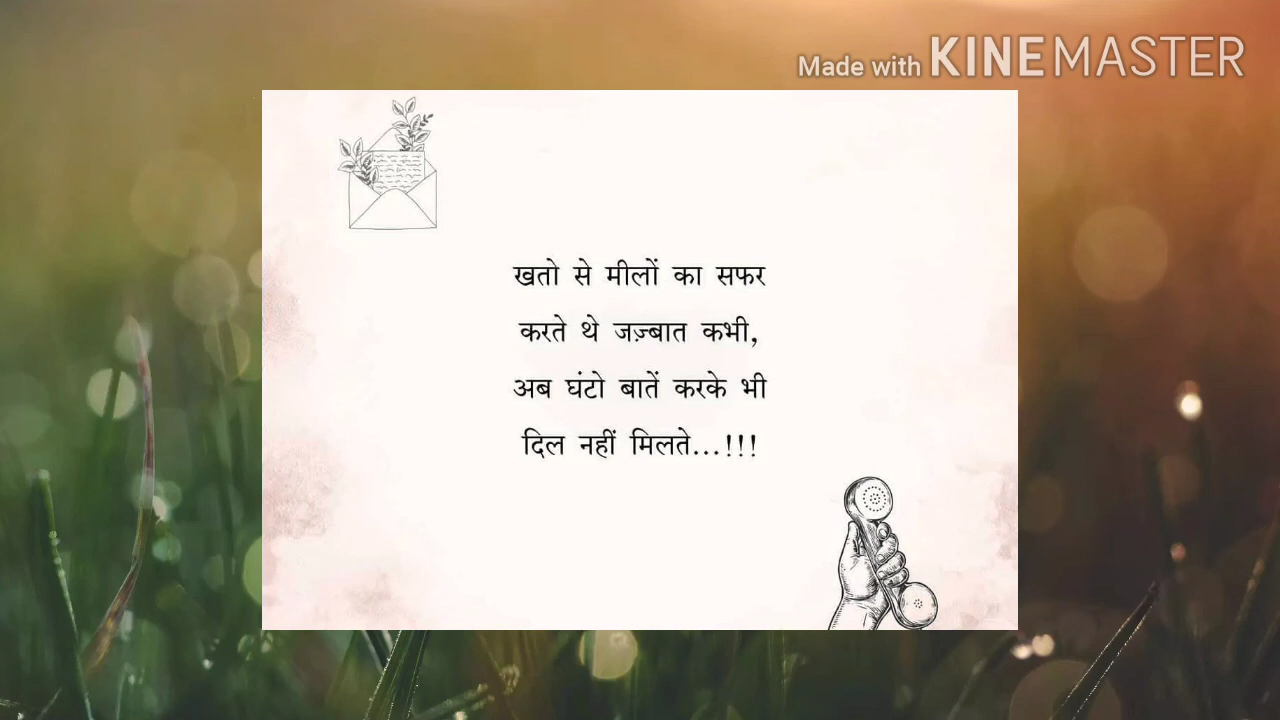 Made with KINEMASTER
खतो से मीलों का सफर
करते थे जज़्बात कभी,
अब घंटो बातें करके भी
दिल नहीं मिलते...!!!